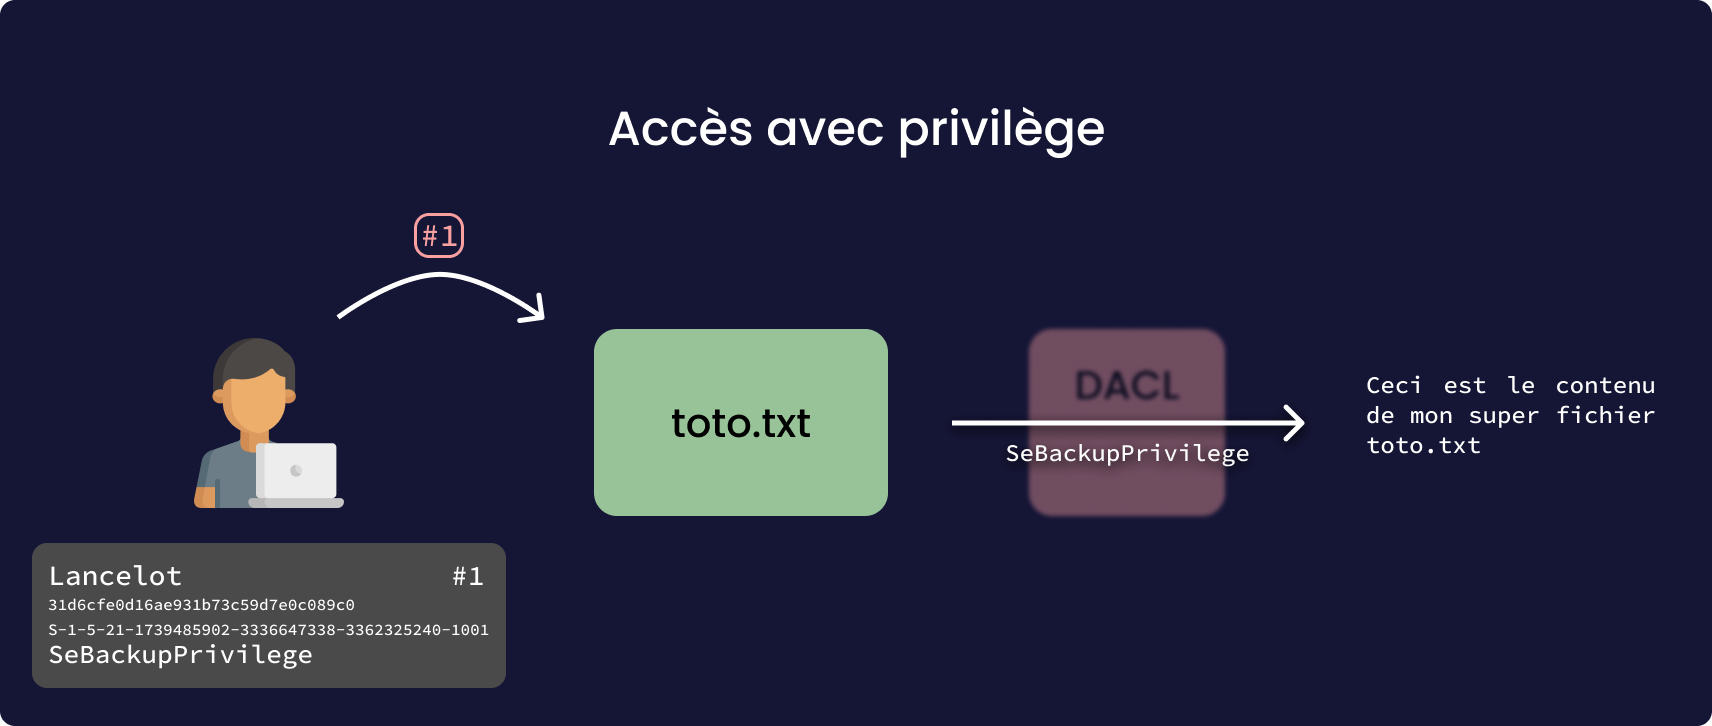 Accès avec privilège
#1
toto.txt
DACL
SeBackupPrivilege
Ceci est le contenu
de mon super fichier
toto.txt
Lancelot #1
31d6cfe0d16ae931b73c59d7e0c089c0
S-1-5-21-1739485902-3336647338-3362325240-1001
SeBackupPrivilege